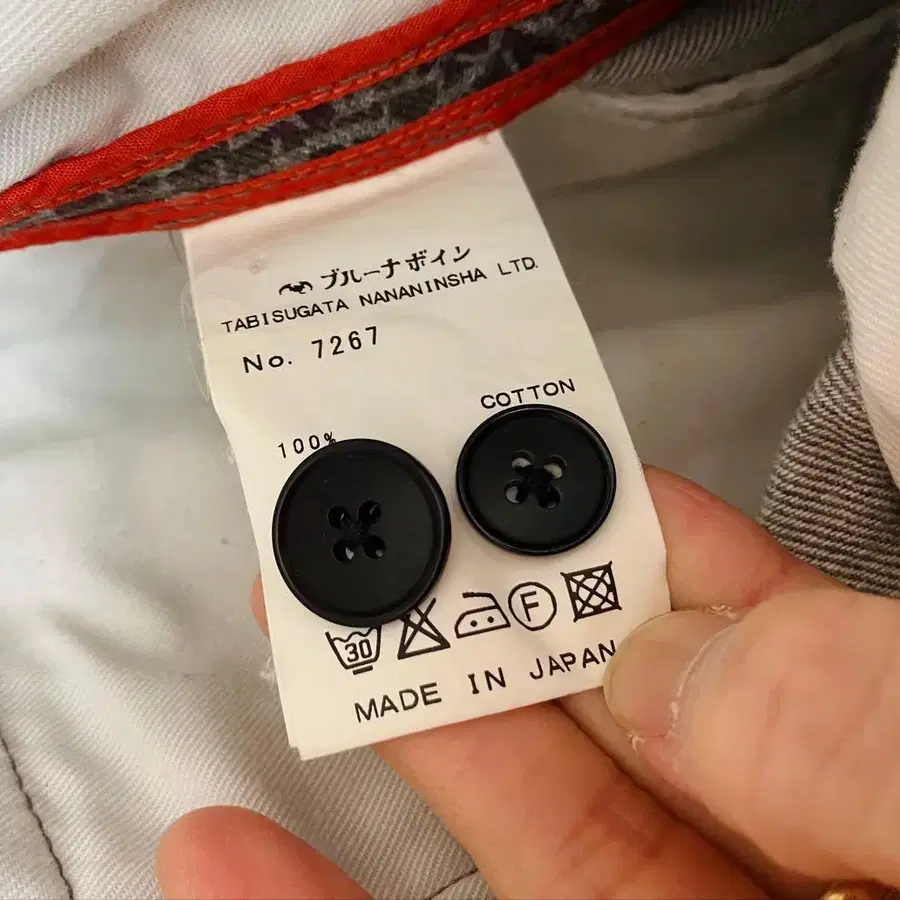 ブルーナボイン
TABISUGATA NANANINSHA LTD.
No. 7267
100% COTTON
30 F
MADE IN JAPAN